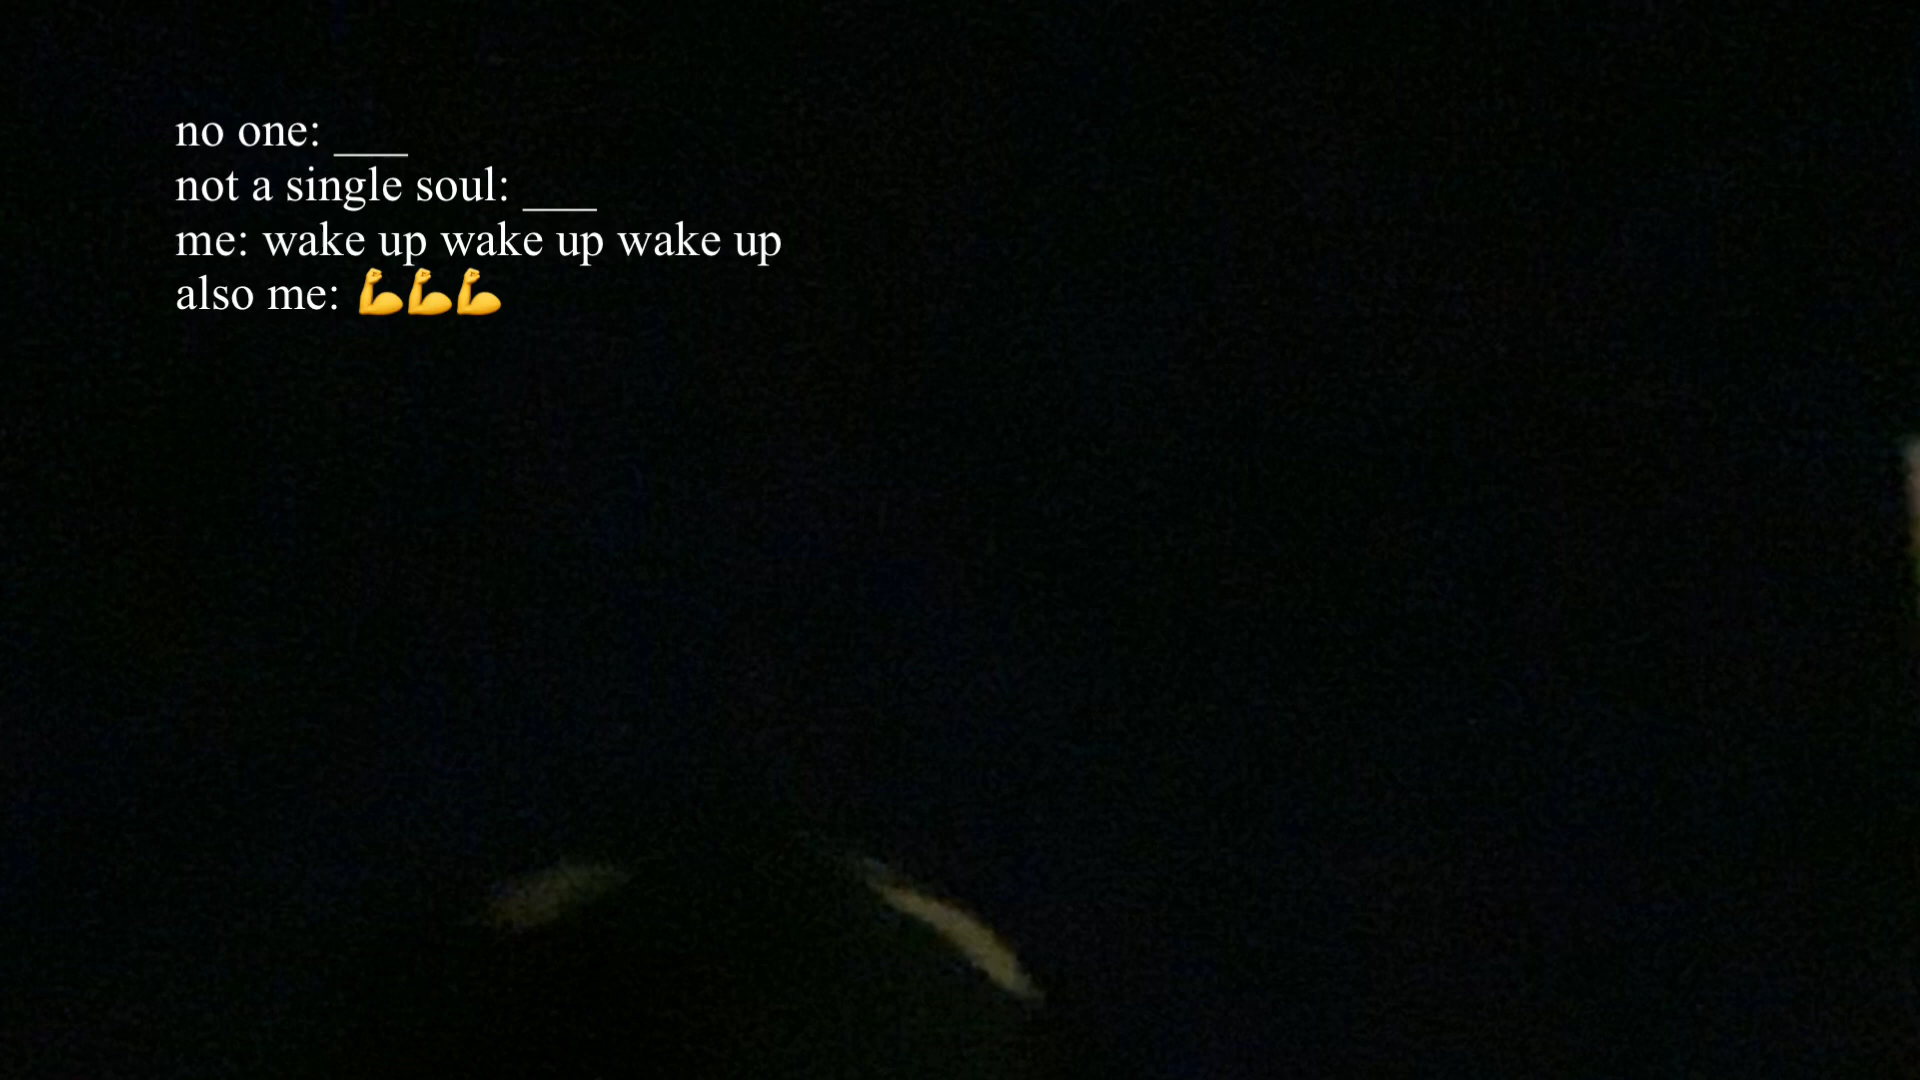 no one: ___
not a single soul: ___
me: wake up wake up wake up
also me: 💪💪💪